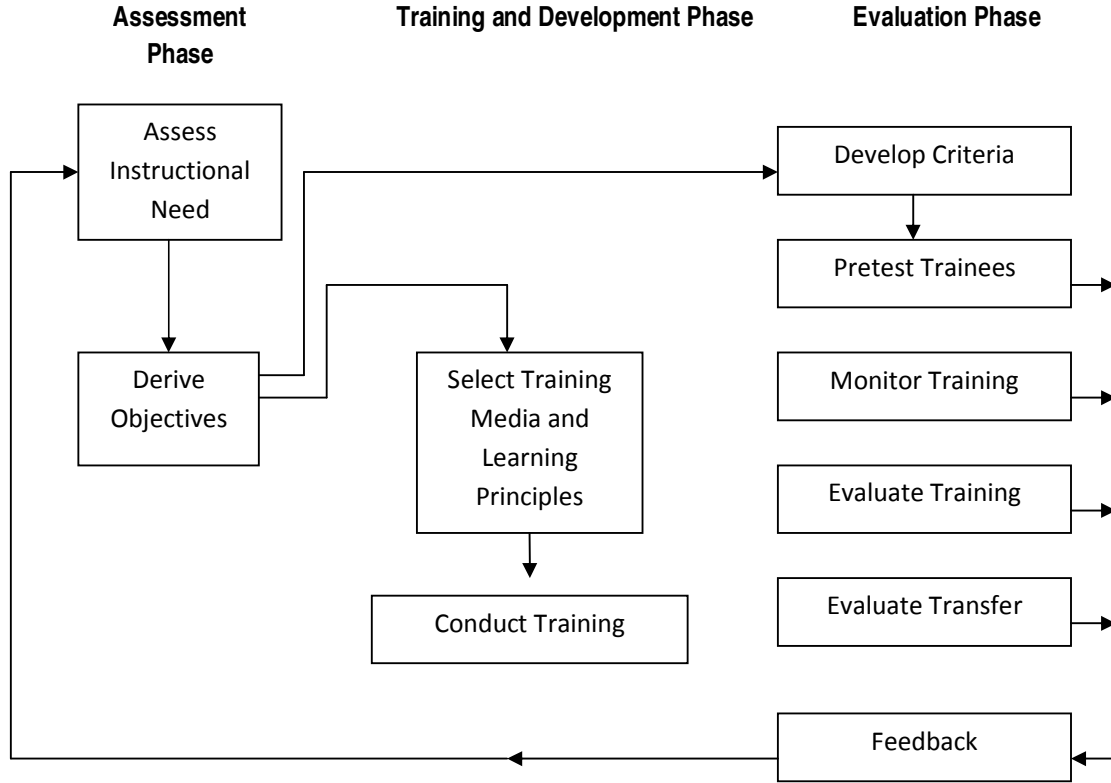 Assessment
Phase
Training and Development Phase
Evaluation Phase
Assess
Instructional
Need
Derive
Objectives
Select Training
Media and
Learning
Principles
Conduct Training
Develop Criteria
Pretest Trainees
Monitor Training
Evaluate Training
Evaluate Transfer
Feedback